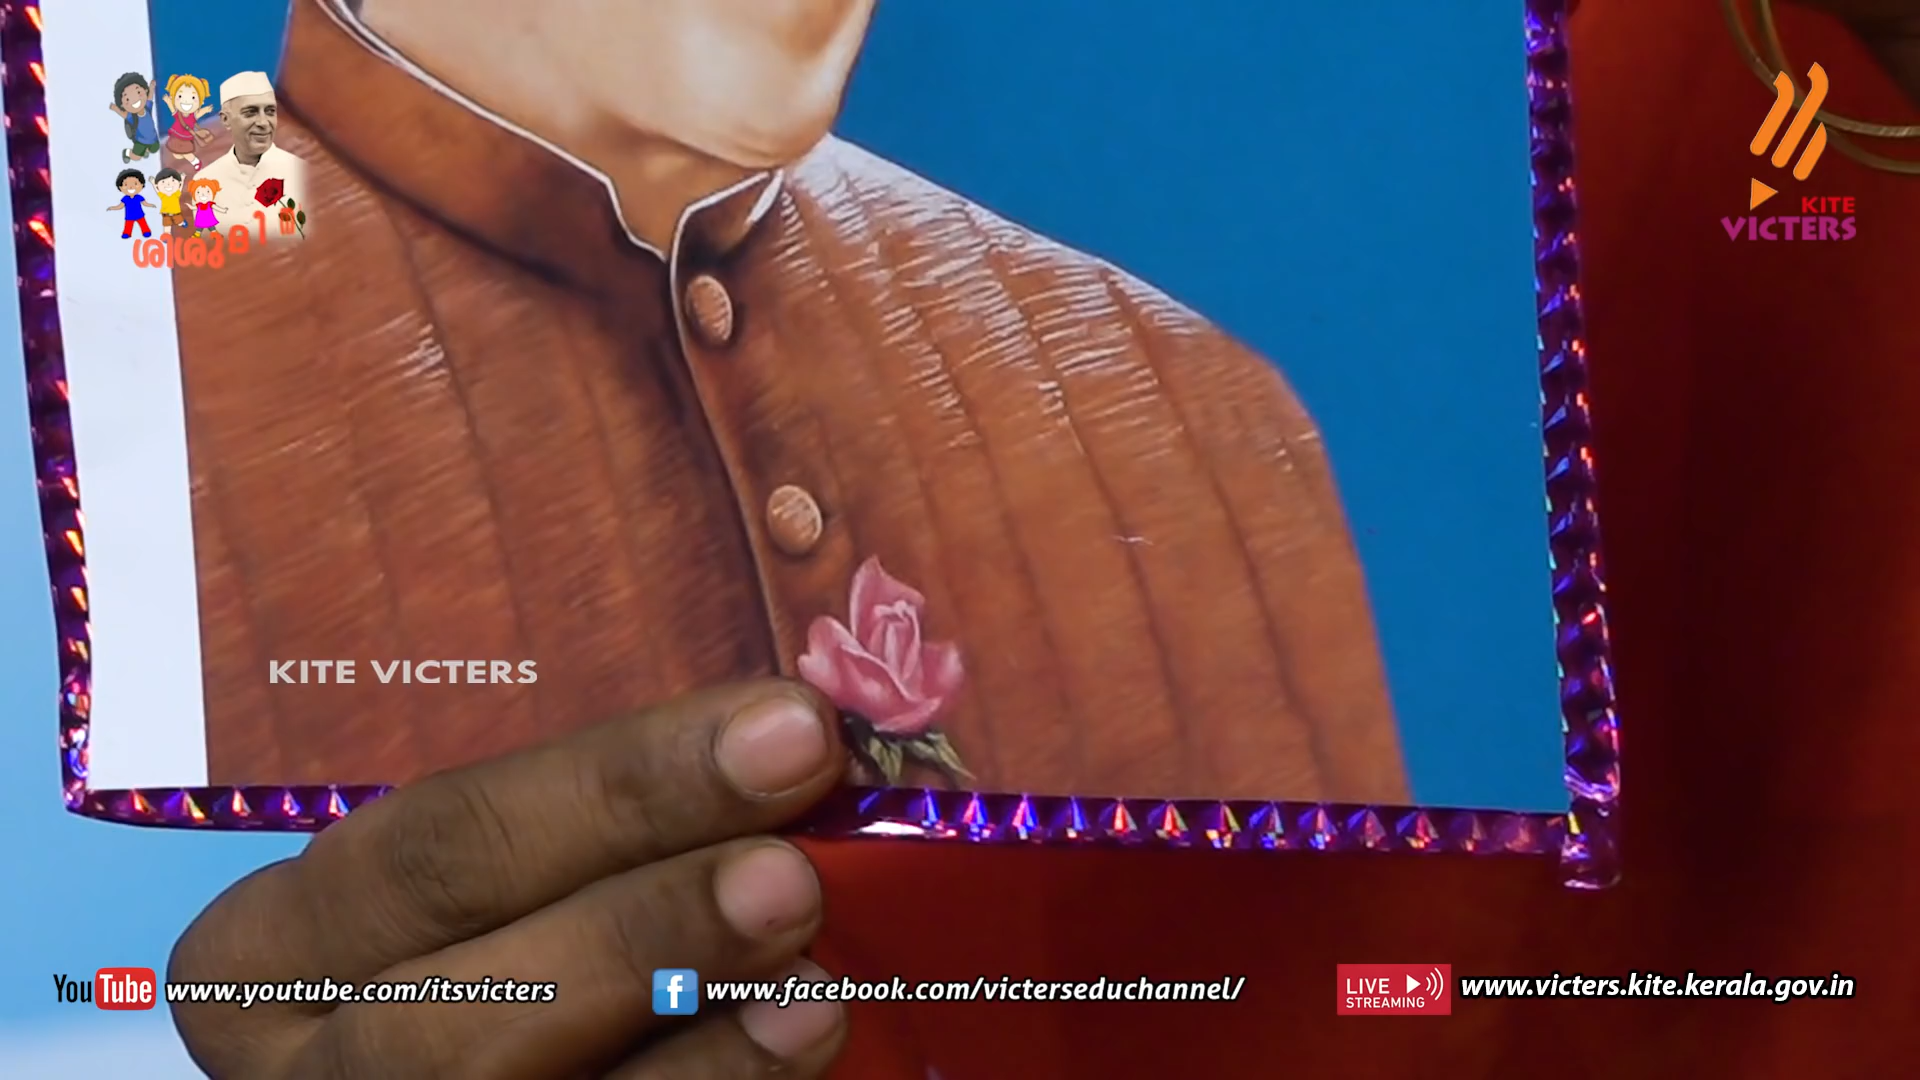 KITE
VICTERS
KITE VICTERS
YouTube www.youtube.com/itsvicters
f www.facebook.com/victerseduchannel/
LIVE
STREAMING
www.victers.kite.kerala.gov.in